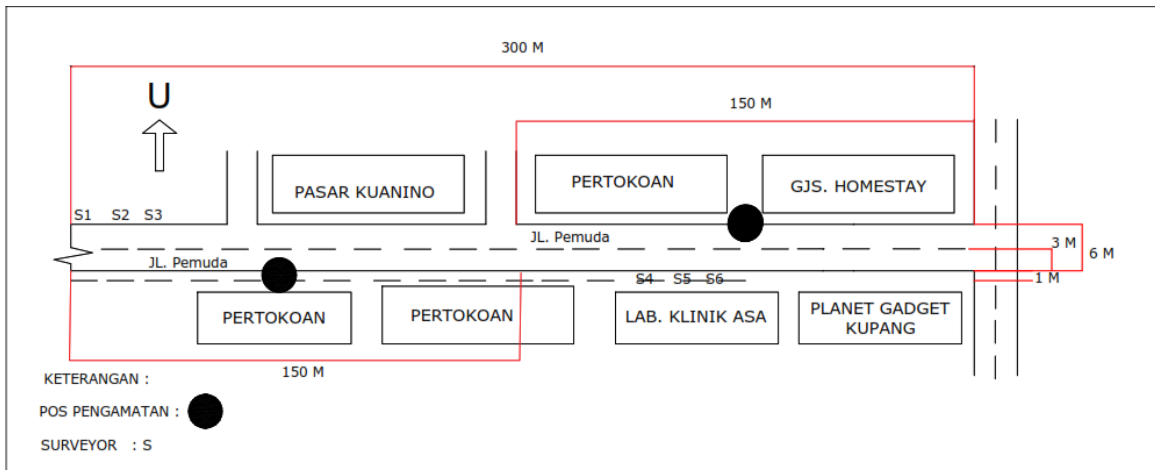 300 M
150 M
U
PASAR KUANINO
PERTOKOAN
GJS. HOMESTAY
S1 S2 S3
JL. Pemuda
3 M
6 M
JL. Pemuda
S4 S5 S6
1 M
PERTOKOAN
PERTOKOAN
LAB. KLINIK ASA
PLANET GADGET
KUPANG
150 M
KETERANGAN :
POS PENGAMATAN :
SURVEYOR : S